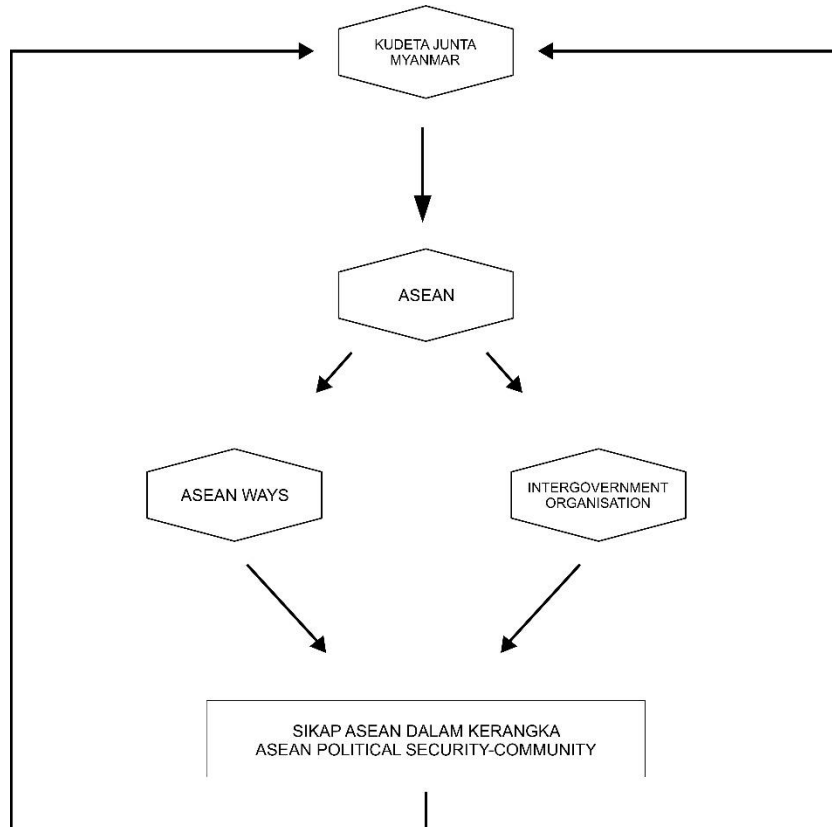 KUDETA JUNTA
MYANMAR
ASEAN
ASEAN WAYS
INTERGOVERNMENT
ORGANISATION
SIKAP ASEAN DALAM KERANGKA
ASEAN POLITICAL SECURITY-COMMUNITY